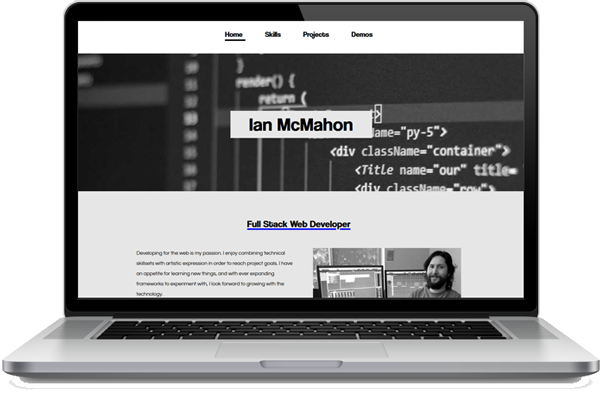 Home Skills Projects Demos
}
render() {
return (
Ian McMahon
Name="py-5">
<div className="container">
<Title name="our" title=
<div className="row">
Full Stack Web Developer
Developing for the web is my passion. I enjoy combining technical
skillsets with artistic expression in order to reach project goals. I have
an appetite for learning new things, and with ever expanding
frameworks to experiment with, I look forward to growing with the
technology.